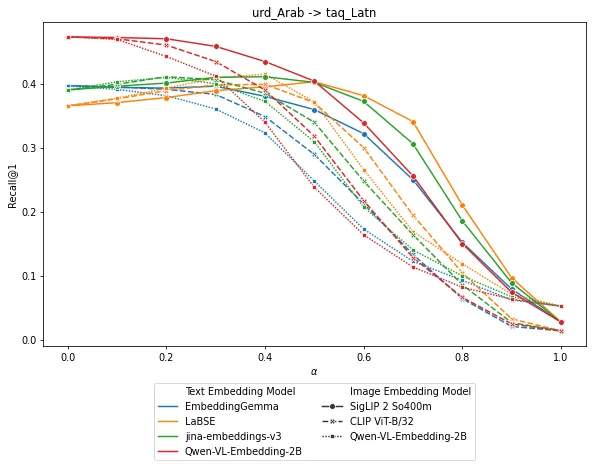 urd_Arab -> taq_Latn
Recall@1
0.4
0.3
0.2
0.1
0.0
0.0 0.2 0.4 0.6 0.8 1.0
α
Text Embedding Model
EmbeddingGemma
LaBSE
jina-embeddings-v3
Qwen-VL-Embedding-2B
Image Embedding Model
SigLIP 2 So400m
CLIP ViT-B/32
Qwen-VL-Embedding-2B